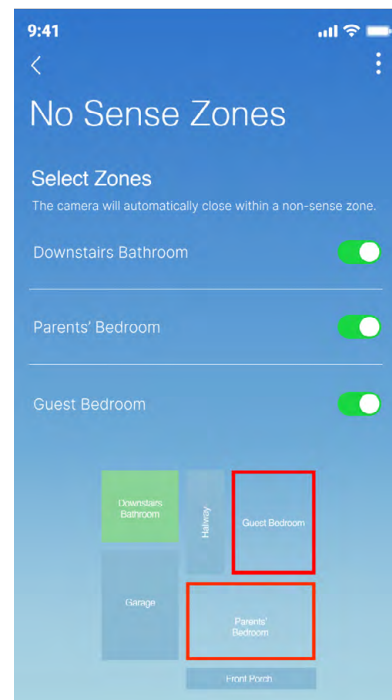 9:41
No Sense Zones
Select Zones
The camera will automatically close within a non-sense zone.
Downstairs Bathroom
Parents' Bedroom
Guest Bedroom
Downstairs
Bathroom
Hallway
Guest Bedroom
Garage
Parents'
Bedroom
Front Porch